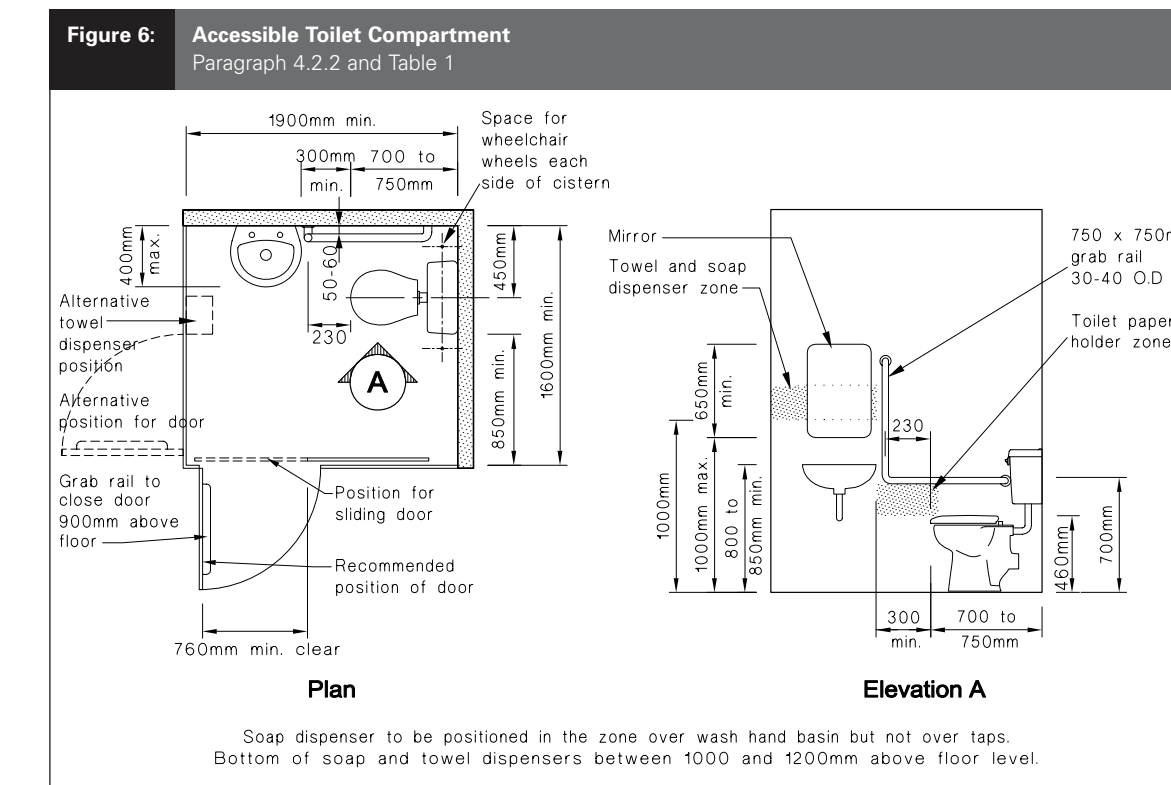 Figure 6:
Accessible Toilet Compartment
Paragraph 4.2.2 and Table 1
1900mm min.
300mm
min.
700 to
750mm
Space for
wheelchair
wheels each
side of cistern
400mm
max.
50-60
230
450mm
850mm min.
1600mm min.
Alternative
towel
dispenser
position
Alternative
position for door
A
Grab rail to
close door
900mm above
floor
Position for
sliding door
Recommended
position of door
760mm min. clear
Plan
Mirror
Towel and soap
dispenser zone
750 x 750m
grab rail
30-40 O.D
Toilet paper
holder zone
650mm
min.
230
1000mm
1000mm max.
800 to
850mm min.
460mm
700mm
300
min.
700 to
750mm
Elevation A
Soap dispenser to be positioned in the zone over wash hand basin but not over taps.
Bottom of soap and towel dispensers between 1000 and 1200mm above floor level.